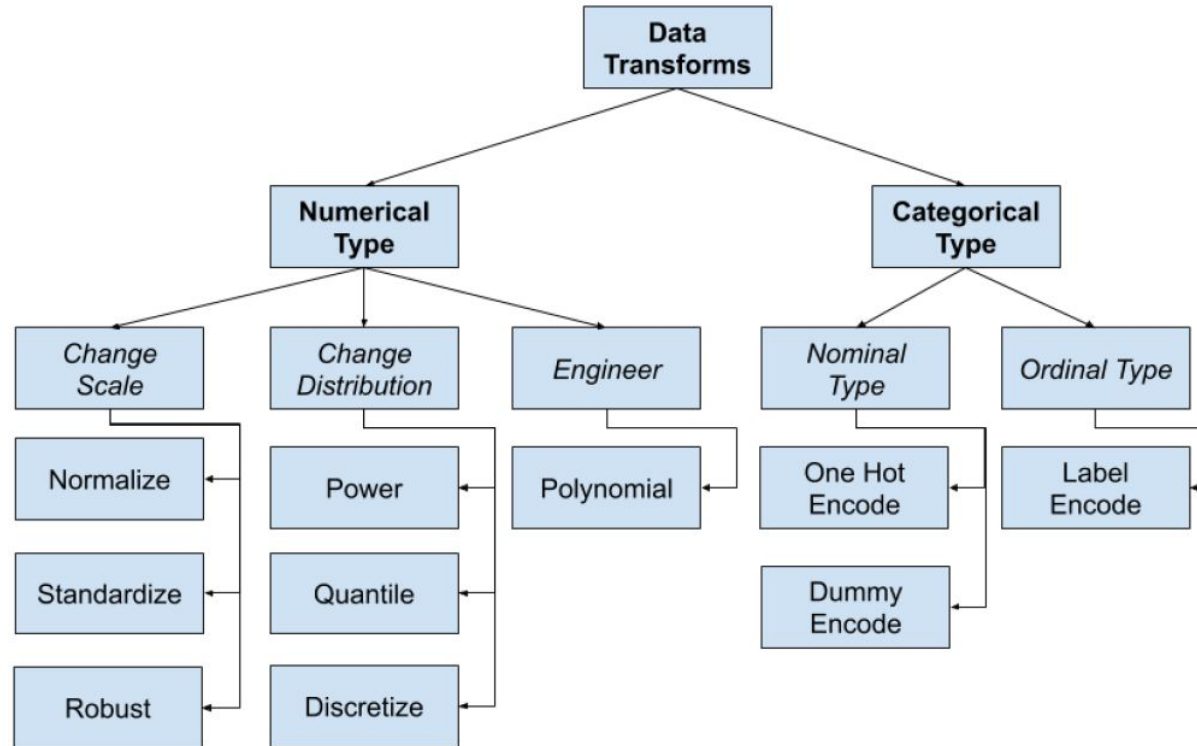 Data
Transforms
Numerical
Type
Categorical
Type
Change
Scale
Change
Distribution
Engineer
Nominal
Type
Ordinal Type
Normalize
Power
Polynomial
One Hot
Encode
Label
Encode
Standardize
Quantile
Dummy
Encode
Robust
Discretize